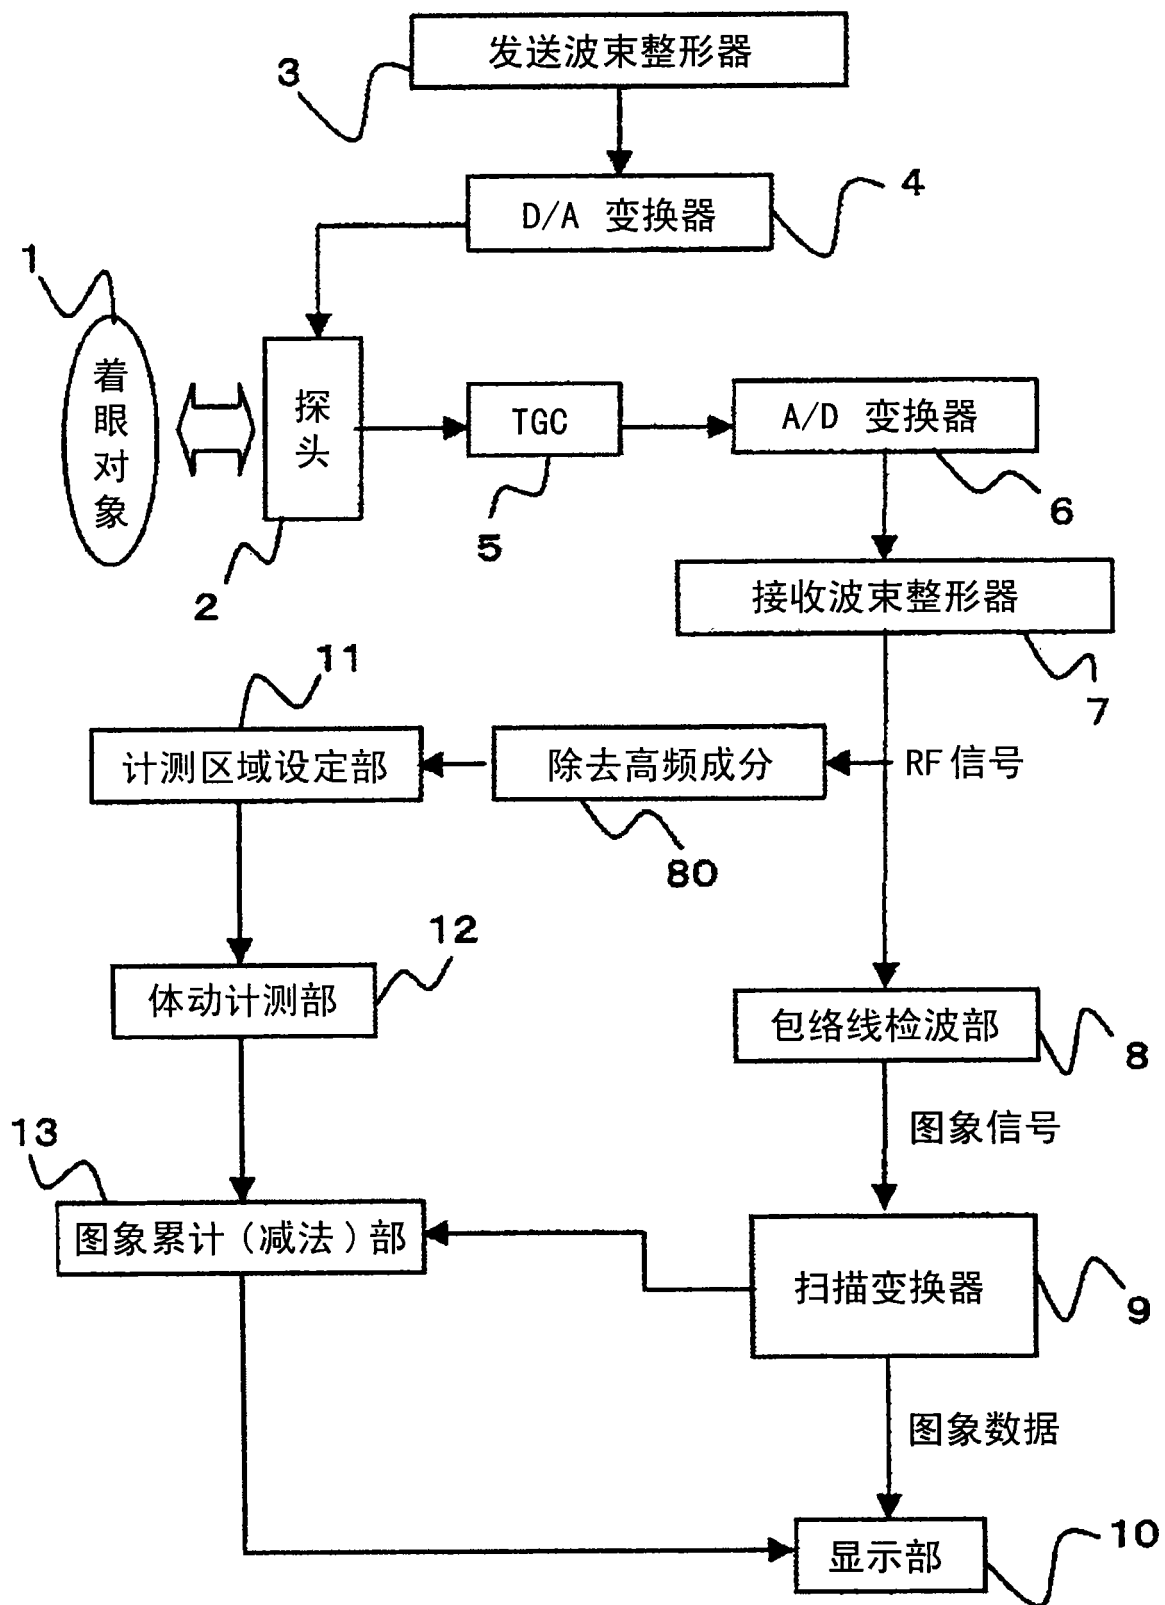 发送波束整形器
3
D/A 变换器
4
1
着眼对象
探头
2
TGC
5
A/D 变换器
6
接收波束整形器
7
11
计测区域设定部
除去高频成分
80
RF信号
体动计测部
12
包络线检波部
8
图象信号
13
图象累计(减法)部
扫描变换器
9
图象数据
显示部
10